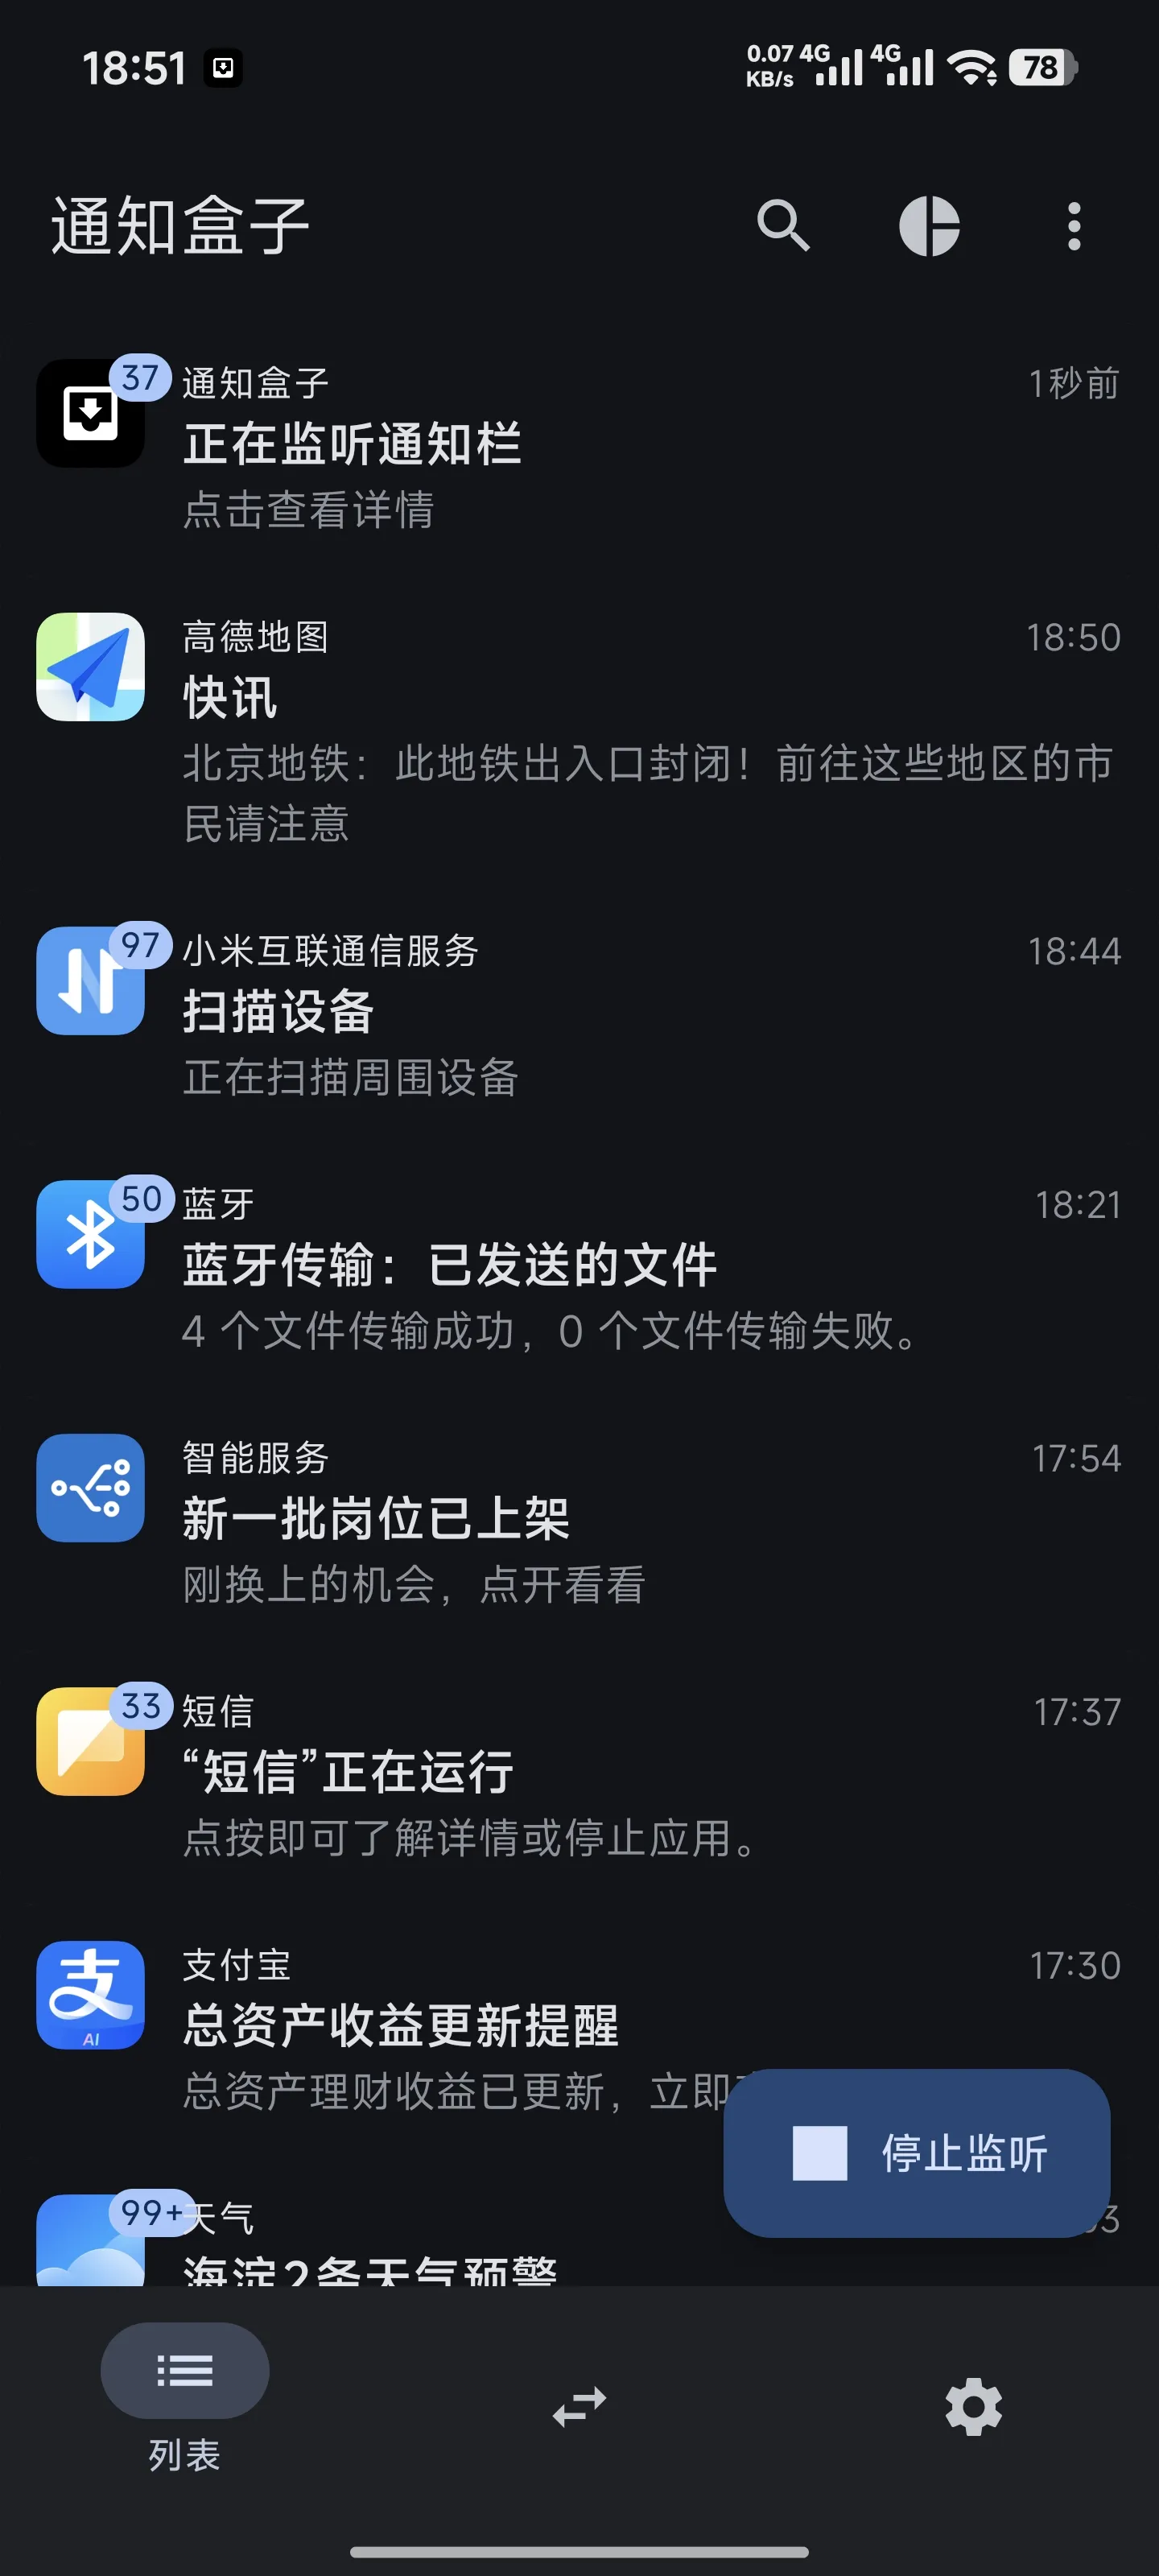 18:51
0.07 KB/s 4G 4G 78
通知盒子
37
通知盒子 1秒前
正在监听通知栏
点击查看详情
高德地图 18:50
快讯
北京地铁：此地铁出入口封闭！前往这些地区的市
民请注意
97
小米互联通信服务 18:44
扫描设备
正在扫描周围设备
50
蓝牙 18:21
蓝牙传输：已发送的文件
4 个文件传输成功，0 个文件传输失败。
智能服务 17:54
新一批岗位已上架
刚换上的机会，点开看看
33
短信 17:37
“短信”正在运行
点按即可了解详情或停止应用。
支付宝 17:30
AI
总资产收益更新提醒
总资产理财收益已更新，立即
停止监听
99+
天气
海淀2条天气预警
列表